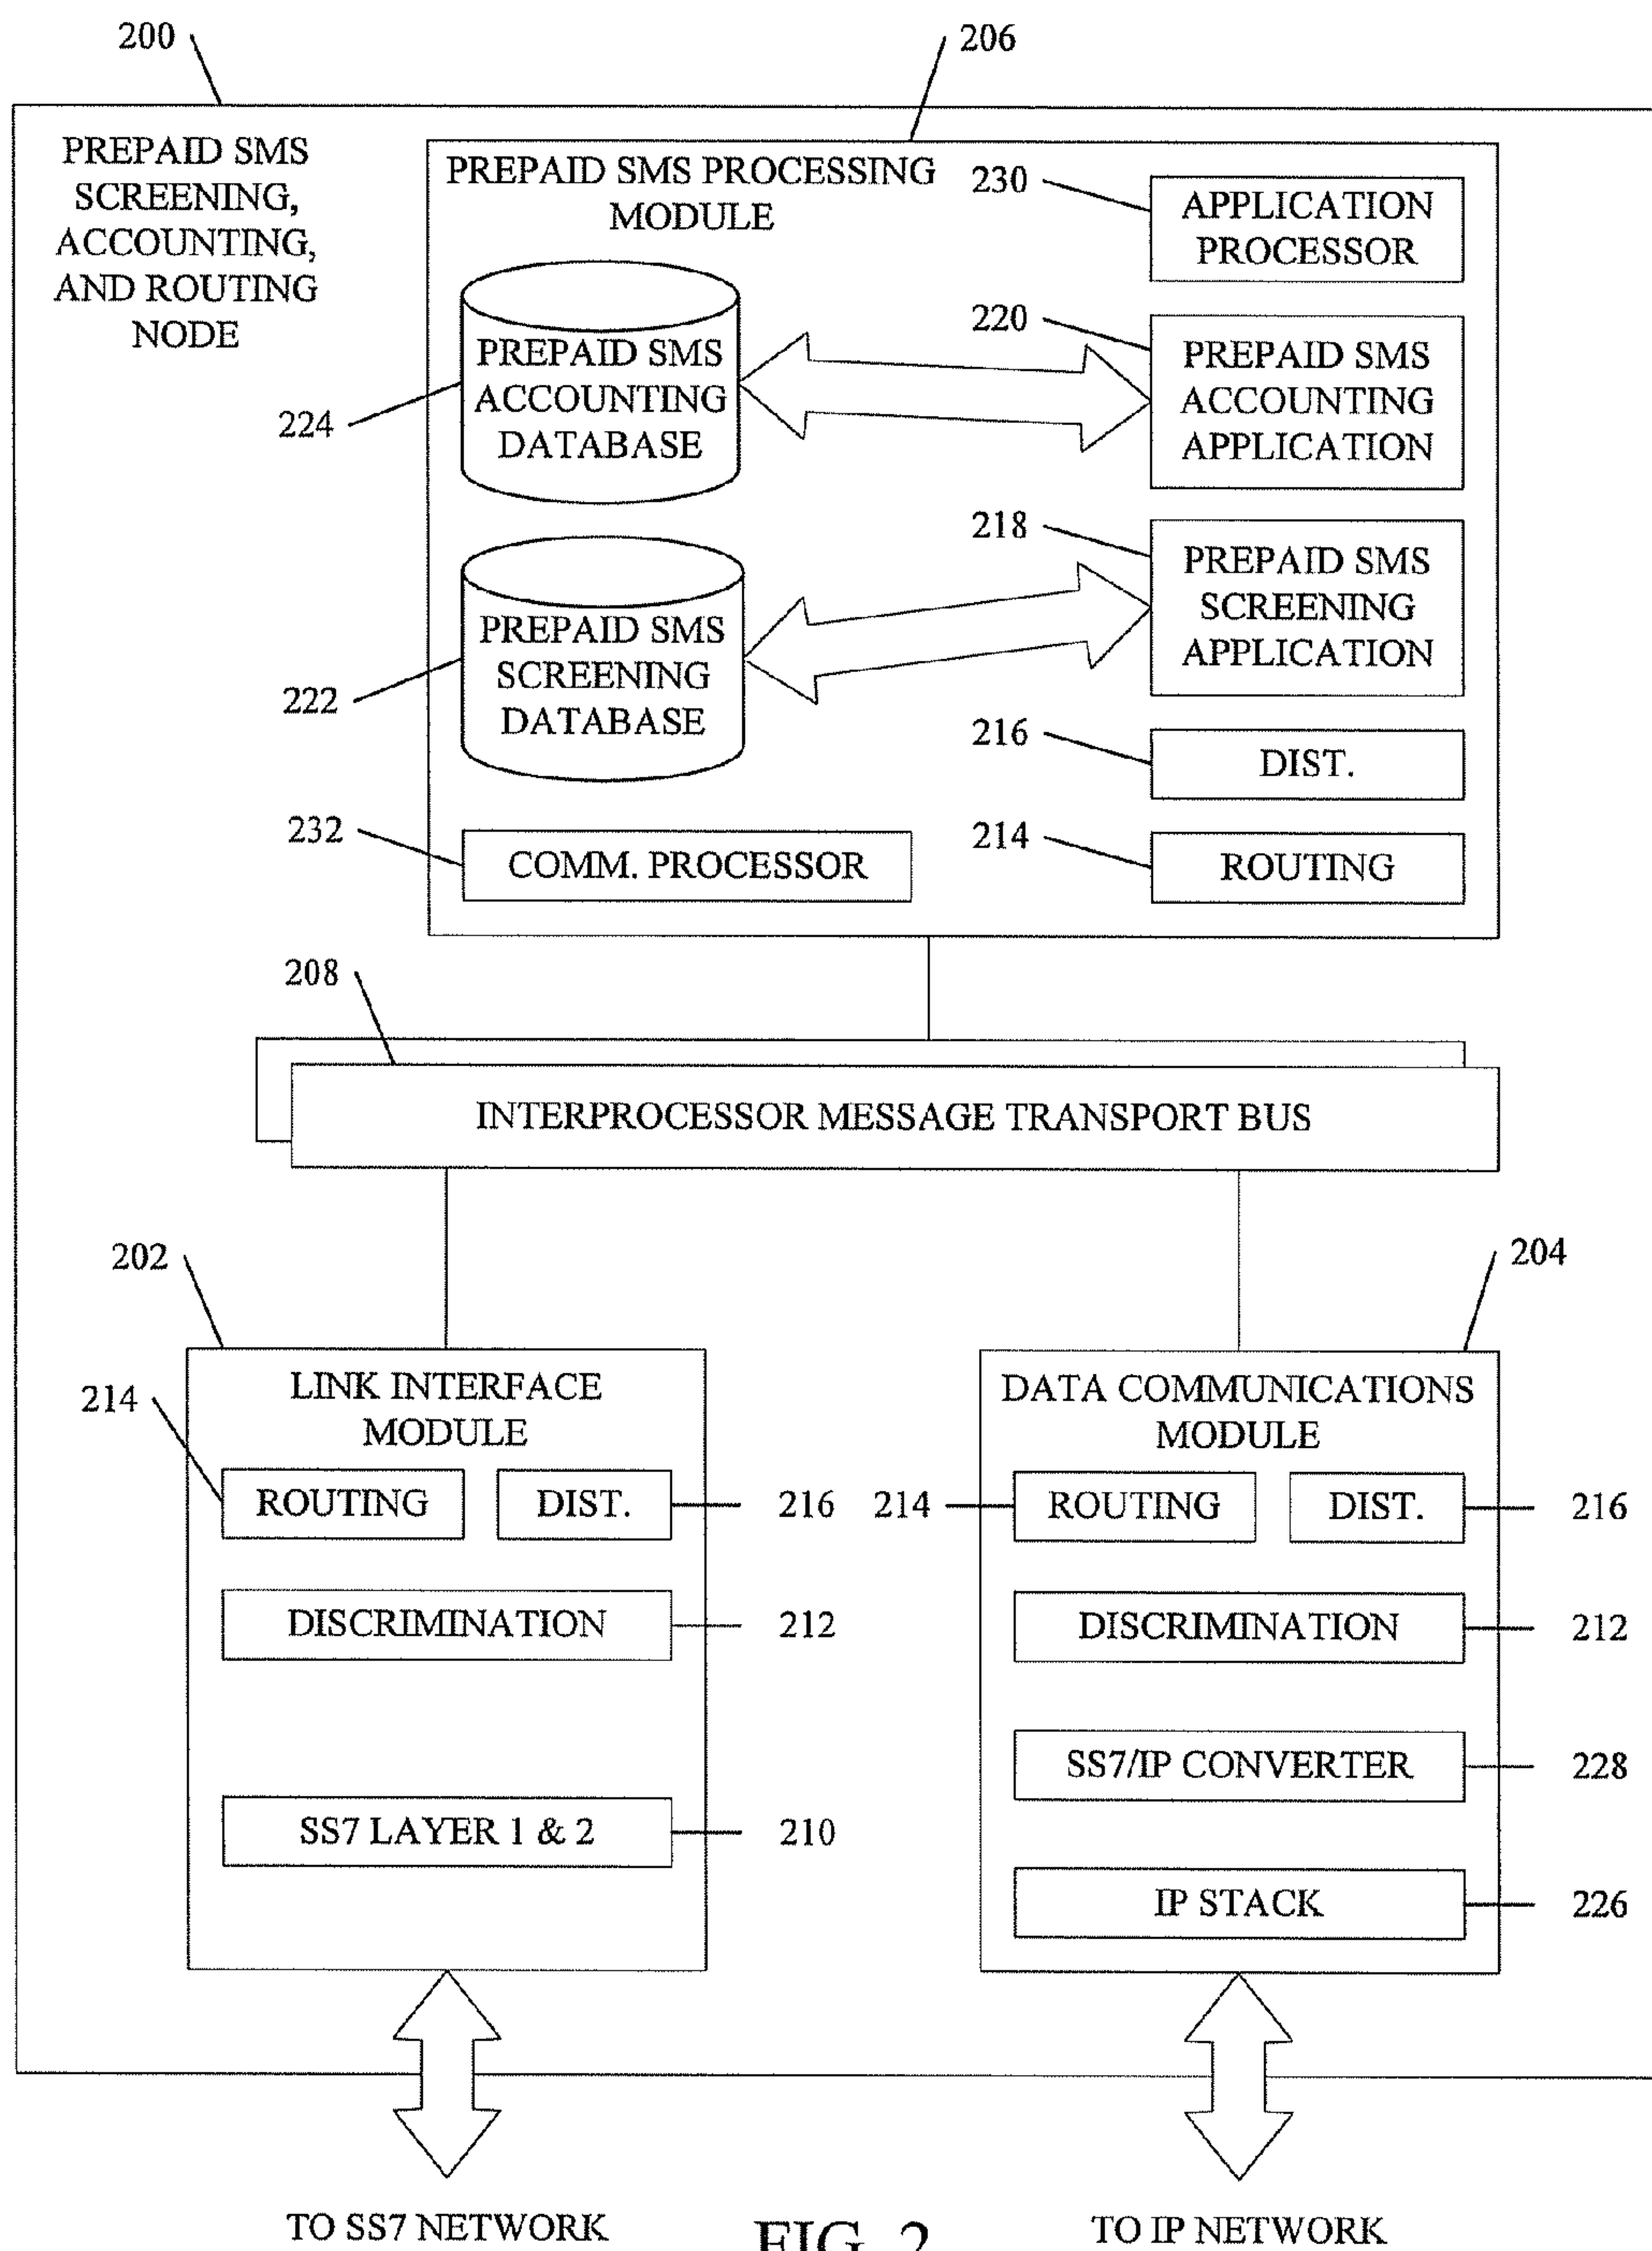 200
206
PREPAID SMS
SCREENING,
ACCOUNTING,
AND ROUTING
NODE
PREPAID SMS PROCESSING
MODULE
230
APPLICATION
PROCESSOR
220
PREPAID SMS
ACCOUNTING
APPLICATION
PREPAID SMS
ACCOUNTING
DATABASE
224
218
PREPAID SMS
SCREENING
APPLICATION
PREPAID SMS
SCREENING
DATABASE
222
216
DIST.
232
COMM. PROCESSOR
214
ROUTING
208
INTERPROCESSOR MESSAGE TRANSPORT BUS
202
204
LINK INTERFACE
MODULE
214
ROUTING
DIST.
216
DISCRIMINATION
212
SS7 LAYER 1 & 2
210
DATA COMMUNICATIONS
MODULE
214
ROUTING
DIST.
216
DISCRIMINATION
212
SS7/IP CONVERTER
228
IP STACK
226
TO SS7 NETWORK
FIG. 2
TO IP NETWORK